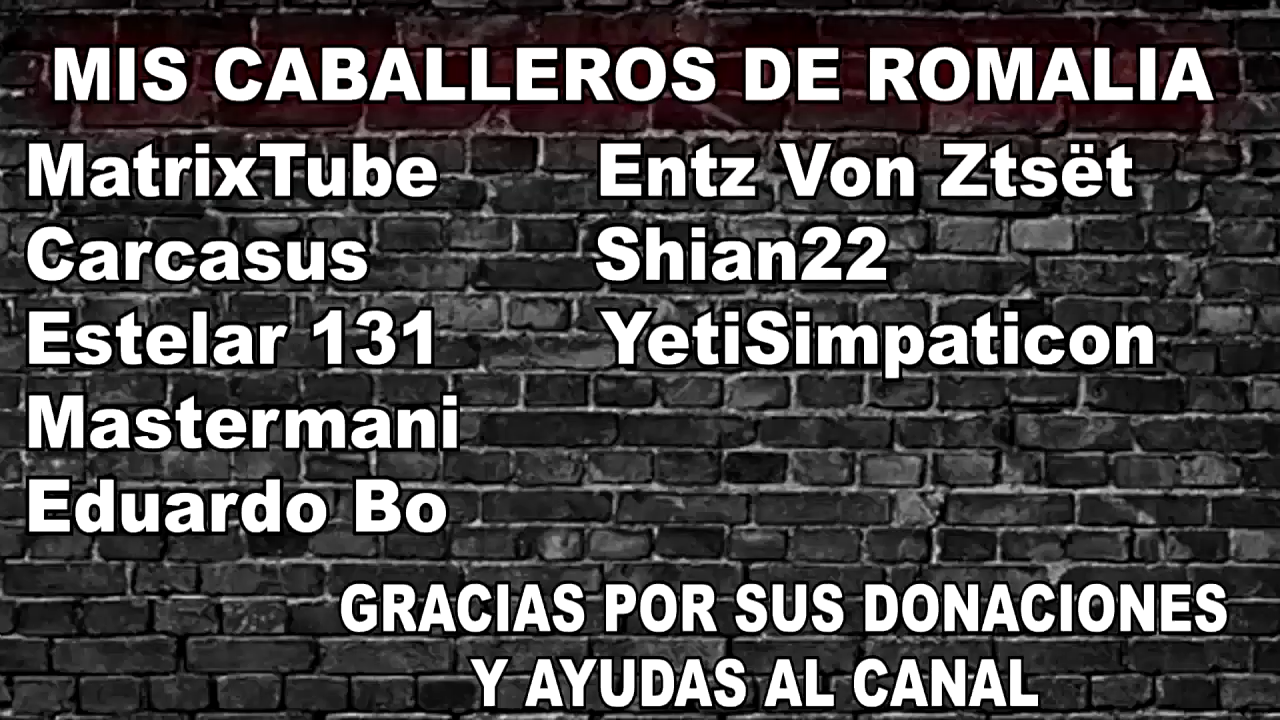 MIS CABALLEROS DE ROMALIA
MatrixTube
Carcasus
Estelar 131
Mastermani
Eduardo Bo
Entz Von Ztsët
Shian22
YetiSimpaticon
GRACIAS POR SUS DONACIONES
Y AYUDAS AL CANAL